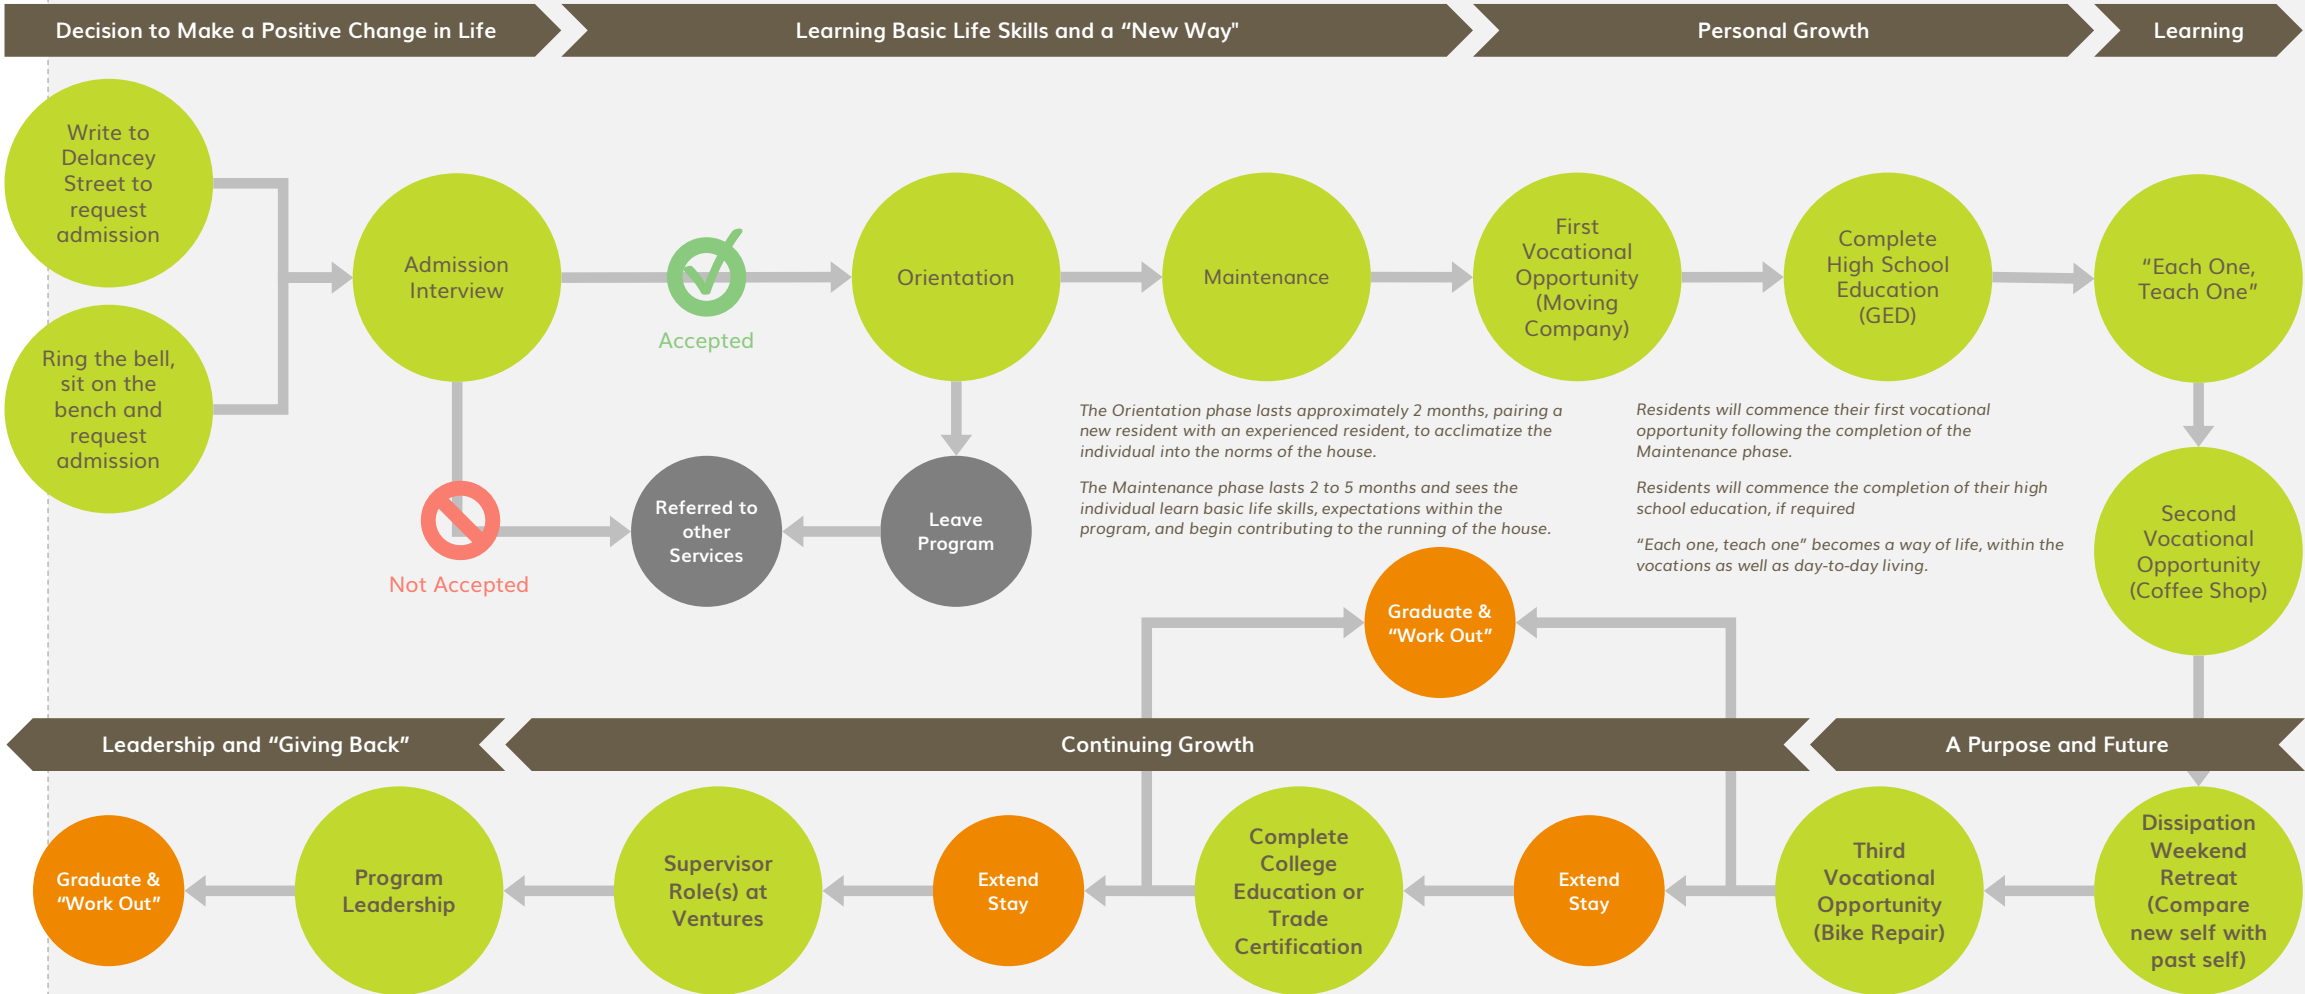 Decision to Make a Positive Change in Life
Learning Basic Life Skills and a “New Way"
Personal Growth
Learning
Write to
Delancey
Street to
request
admission
Ring the bell,
sit on the
bench and
request
admission
Admission
Interview
Accepted
Not Accepted
Orientation
Maintenance
First
Vocational
Opportunity
(Moving
Company)
Complete
High School
Education
(GED)
“Each One,
Teach One”
Referred to
other
Services
Leave
Program
The Orientation phase lasts approximately 2 months, pairing a
new resident with an experienced resident, to acclimatize the
individual into the norms of the house.
The Maintenance phase lasts 2 to 5 months and sees the
individual learn basic life skills, expectations within the
program, and begin contributing to the running of the house.
Residents will commence their first vocational
opportunity following the completion of the
Maintenance phase.
Residents will commence the completion of their high
school education, if required
“Each one, teach one” becomes a way of life, within the
vocations as well as day-to-day living.
Second
Vocational
Opportunity
(Coffee Shop)
Graduate &
“Work Out”
Leadership and “Giving Back”
Continuing Growth
A Purpose and Future
Graduate &
“Work Out”
Program
Leadership
Supervisor
Role(s) at
Ventures
Extend
Stay
Complete
College
Education or
Trade
Certification
Extend
Stay
Third
Vocational
Opportunity
(Bike Repair)
Dissipation
Weekend
Retreat
(Compare
new self with
past self)